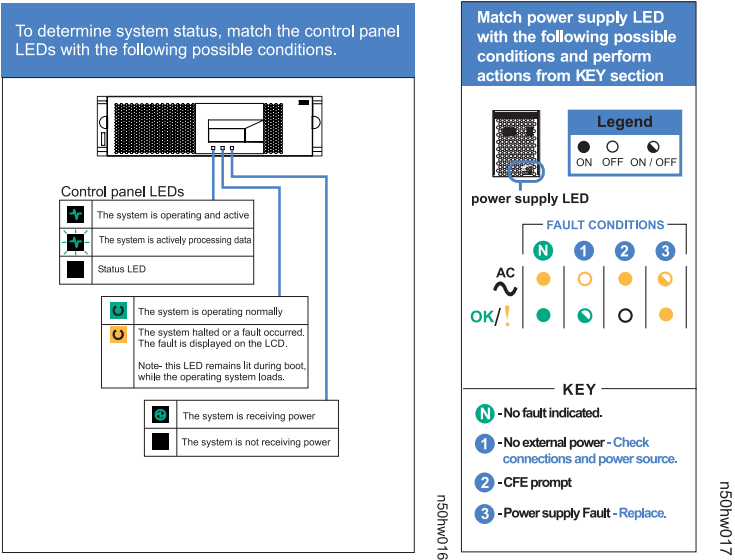 To determine system status, match the control panel
LEDs with the following possible conditions.
Control panel LEDs
The system is operating and active
The system is actively processing data
Status LED
The system is operating normally
The system halted or a fault occurred.
The fault is displayed on the LCD.
Note- this LED remains lit during boot,
while the operating system loads.
The system is receiving power
The system is not receiving power
n50hw016
Match power supply LED
with the following possible
conditions and perform
actions from KEY section
Legend
ON OFF ON / OFF
power supply LED
FAULT CONDITIONS
N 1 2 3
AC
OK/!
KEY
N - No fault indicated.
1 - No external power - Check
connections and power source.
2 - CFE prompt
3 - Power supply Fault - Replace.
n50hw017